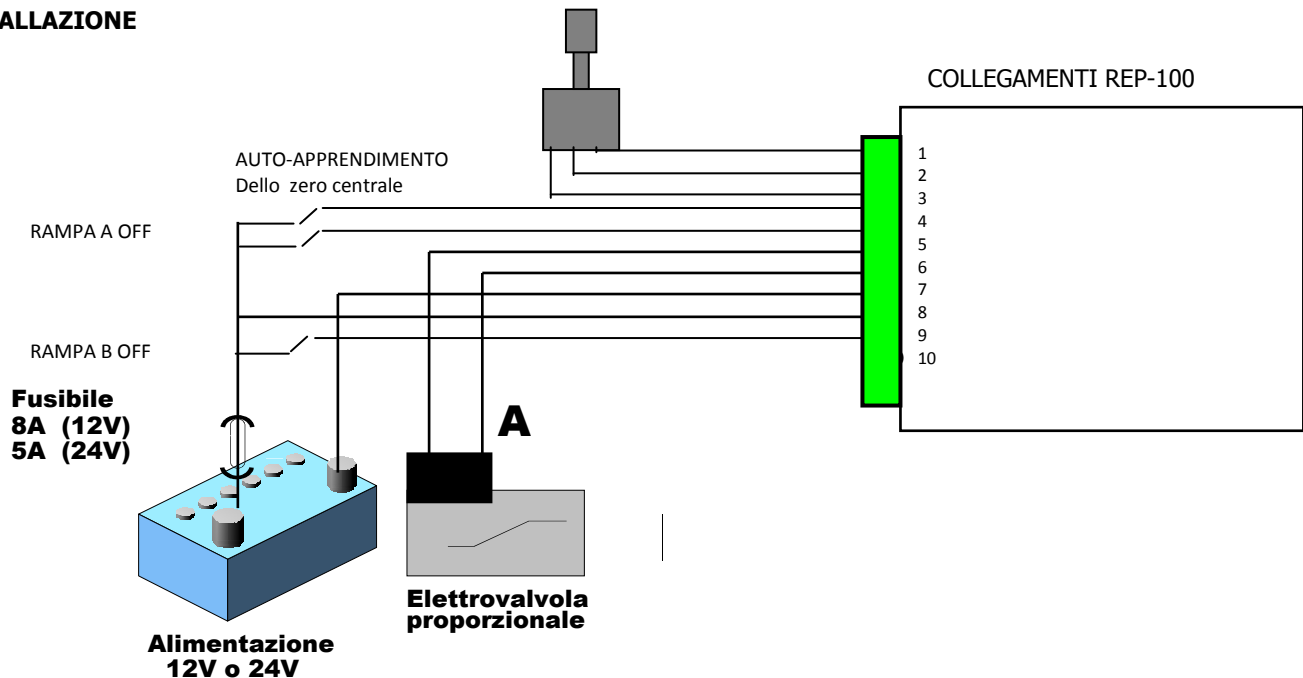 ALLAZIONE
COLLEGAMENTI REP-100
AUTO-APPRENDIMENTO
Dello zero centrale
RAMPA A OFF
RAMPA B OFF
1
2
3
4
5
6
7
8
9
10
Fusibile
8A (12V)
5A (24V)
A
Elettrovalvola
proporzionale
Alimentazione
12V o 24V